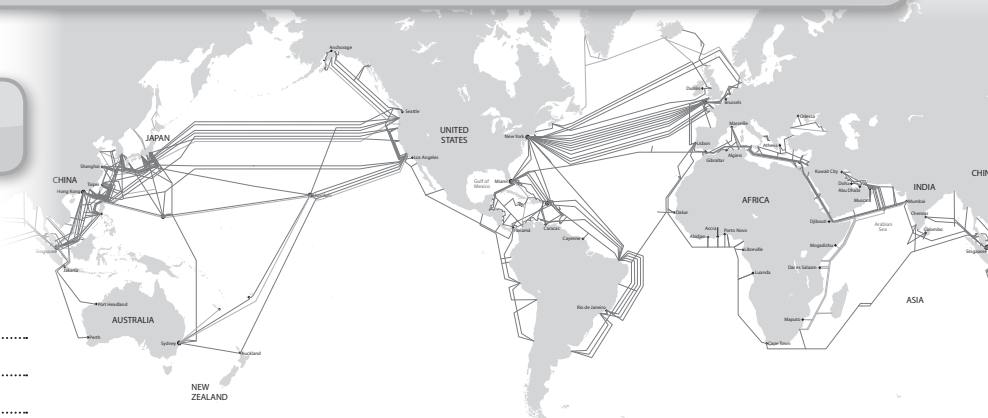 Anchorage
Seattle
UNITED
STATES
New York
Los Angeles
Gulf of
Mexico
Miami
Panama
Caracas
Cayenne
Rio de Janeiro
JAPAN
Shanghai
CHINA
Taipei
Hong Kong
Jakarta
Port Headland
AUSTRALIA
Perth
Sydney
Auckland
NEW
ZEALAND
Dublin
Brussels
Marseille
Odessa
Lisbon
Gibraltar
Algiers
Athens
Kuwait City
Doha
Abu Dhabi
Muscat
INDIA
CHIN
Mumbai
Chennai
Colombo
Arabian
Sea
AFRICA
Dakar
Accra
Porto Novo
Abidjan
Libreville
Luanda
Djibouti
Mogadishu
Dar es Salaam
Maputo
Cape Town
ASIA
Singapore